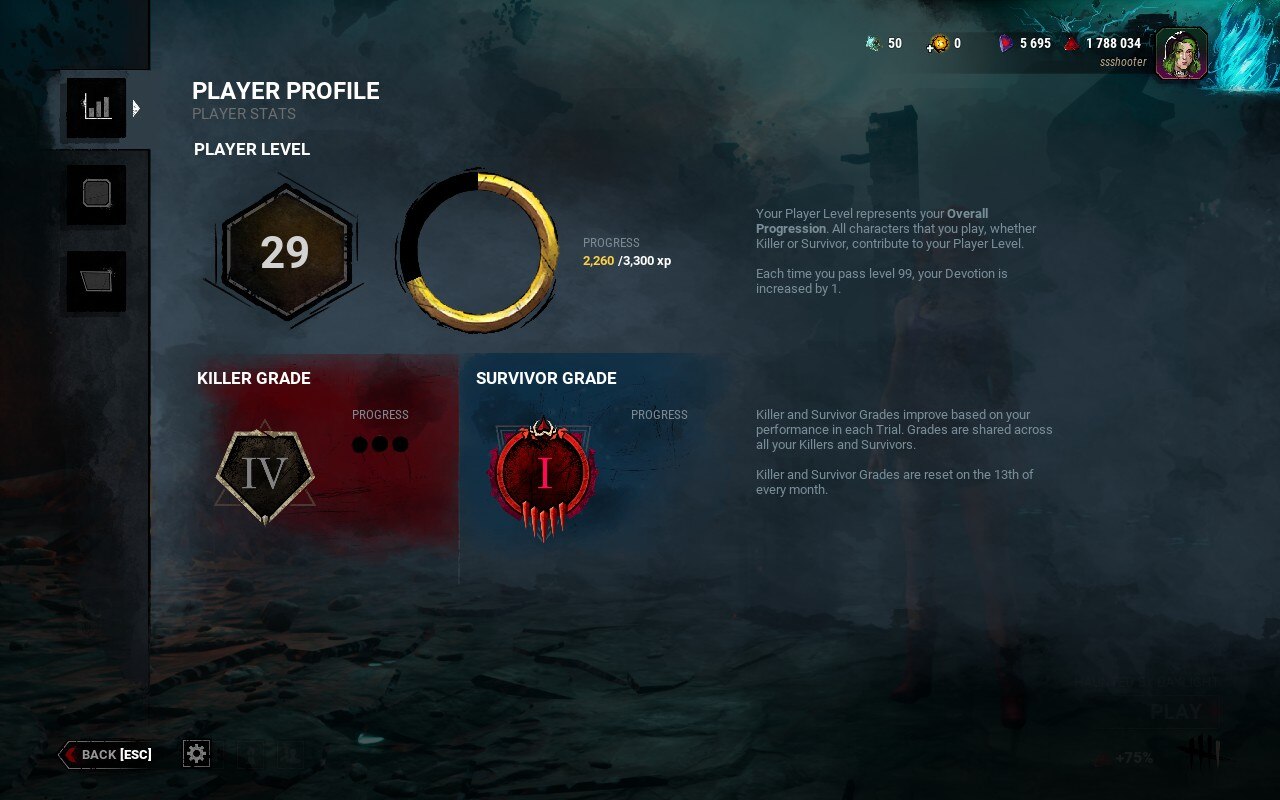 50 0 5 695 1 788 034
ssshooter
PLAYER PROFILE
PLAYER STATS
PLAYER LEVEL
29
PROGRESS
2,260 /3,300 xp
Your Player Level represents your Overall
Progression. All characters that you play, whether
Killer or Survivor, contribute to your Player Level.
Each time you pass level 99, your Devotion is
increased by 1.
KILLER GRADE
PROGRESS
IV
SURVIVOR GRADE
PROGRESS
I
Killer and Survivor Grades improve based on your
performance in each Trial. Grades are shared across
all your Killers and Survivors.
Killer and Survivor Grades are reset on the 13th of
every month.
PLAY
+75%
BACK [ESC]